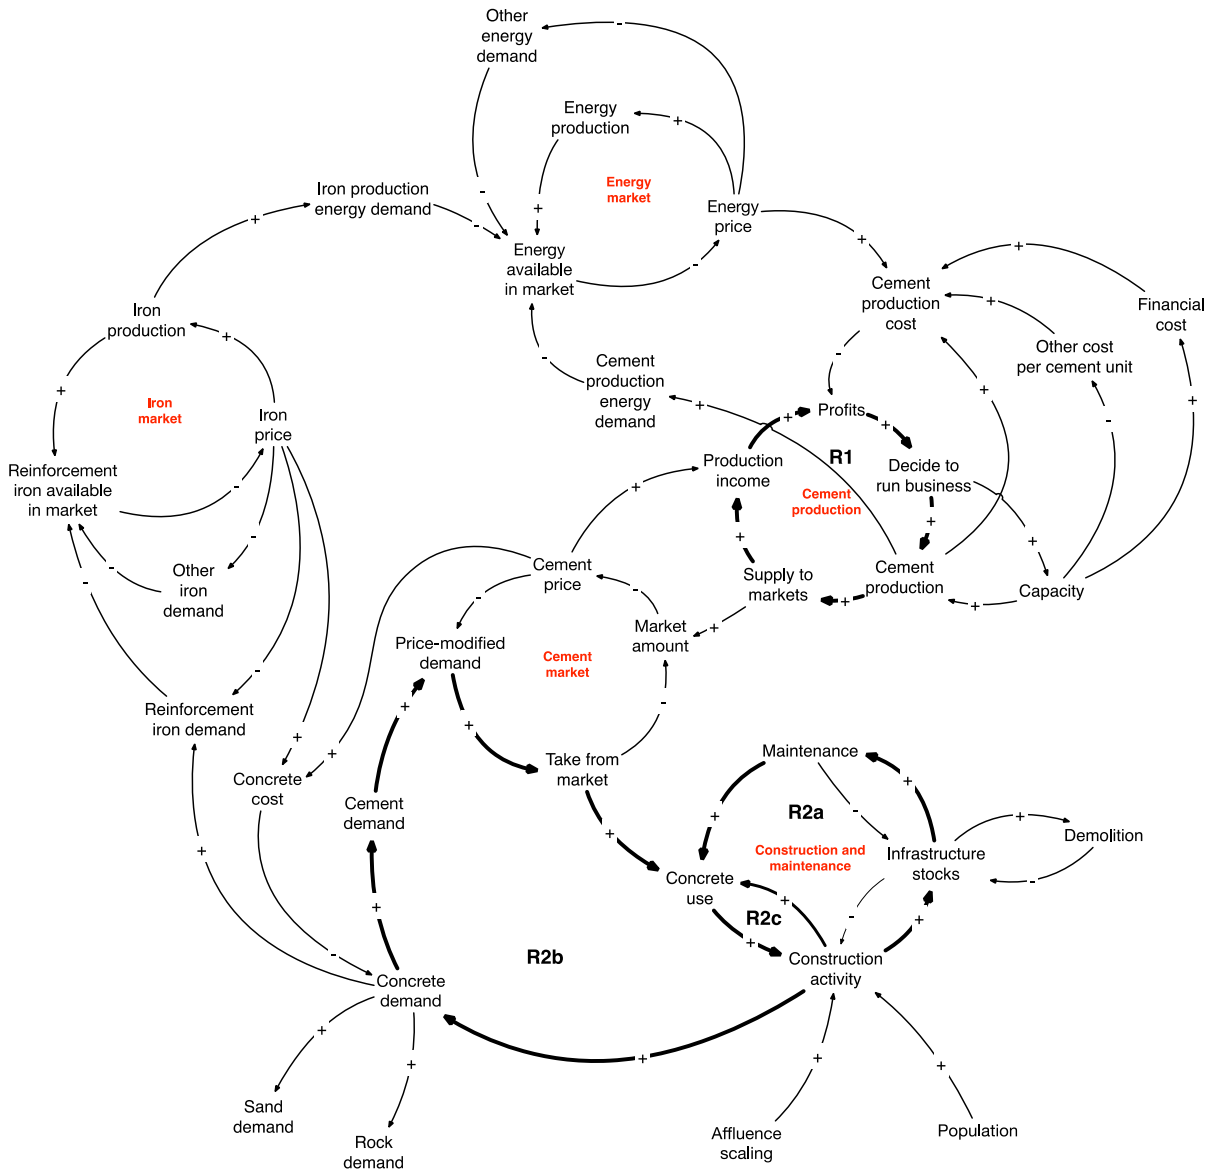 Other
energy
demand
Energy
production
Energy
market
Iron production
energy demand
Energy
price
Energy
available
in market
Cement
production
cost
Financial
cost
Iron
production
Other cost
per cement unit
Cement
production
energy
demand
Iron
market
Iron
price
Profits
R1
Reinforcement
iron available
in market
Production
income
Decide to
run business
Cement
production
Other
iron
demand
Cement
price
Supply to
markets
Cement
production
Capacity
Market
amount
Price-modified
demand
Cement
market
Reinforcement
iron demand
Take from
market
Maintenance
Concrete
cost
Cement
demand
R2a
Construction and
maintenance
Infrastructure
stocks
Demolition
Concrete
use
R2c
R2b
Construction
activity
Concrete
demand
Sand
demand
Rock
demand
Affluence
scaling
Population
- + - + + - - + - + + + + - - + + - + - + + + + + - + + - + + + - + - + - - + + - + + + + + - + - + + + - - + + + + + + +